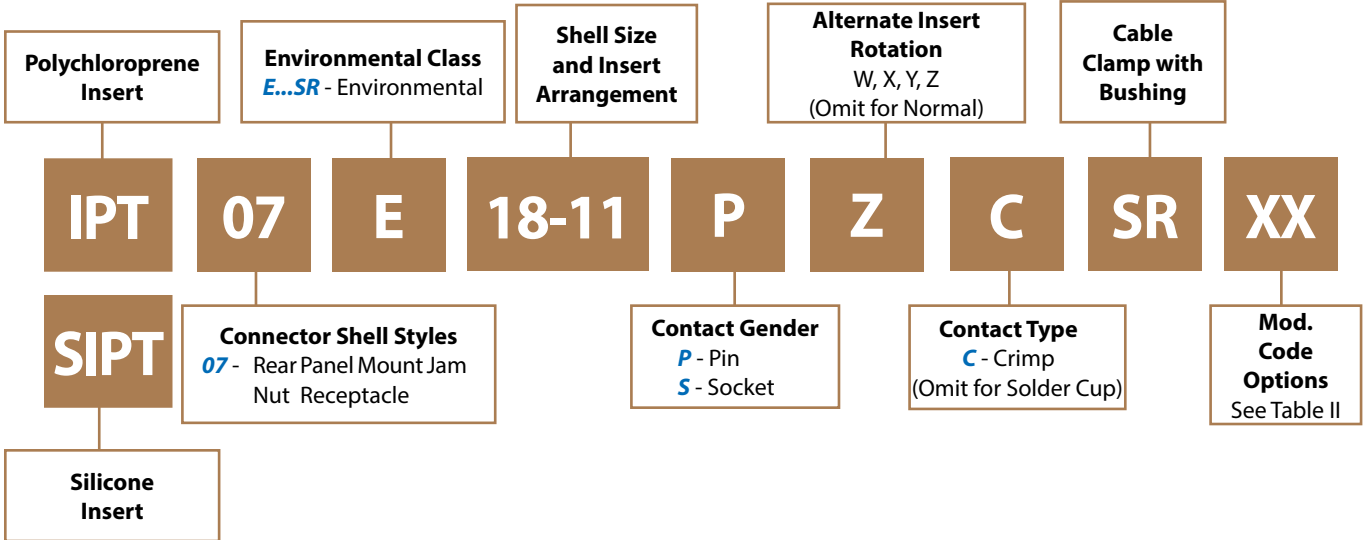 Polychloroprene
Insert
Environmental Class
E...SR - Environmental
Shell Size
and Insert
Arrangement
Alternate Insert
Rotation
W, X, Y, Z
(Omit for Normal)
Cable
Clamp with
Bushing
IPT 07 E 18-11 P Z C SR XX
SIPT
Connector Shell Styles
07 - Rear Panel Mount Jam
Nut Receptacle
Contact Gender
P - Pin
S - Socket
Contact Type
C - Crimp
(Omit for Solder Cup)
Mod.
Code
Options
See Table II
Silicone
Insert